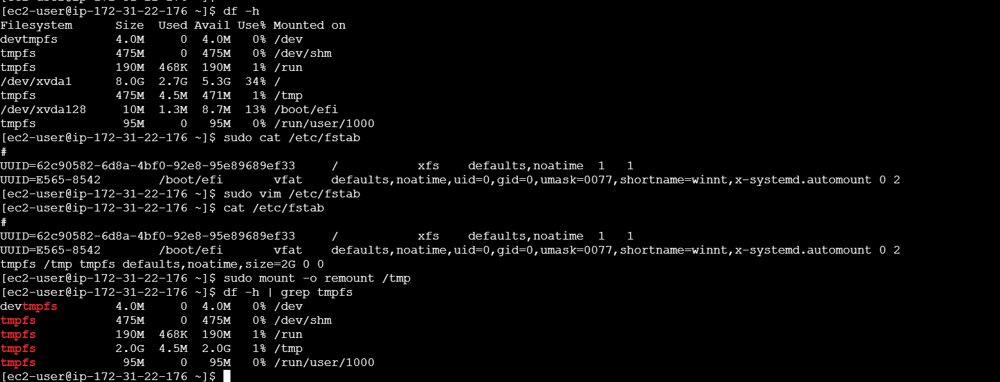 [ec2-user@ip-172-31-22-176 ~]$ df -h
Filesystem      Size  Used Avail Use% Mounted on
devtmpfs        4.0M     0  4.0M   0% /dev
tmpfs           475M     0  475M   0% /dev/shm
tmpfs           190M  468K  190M   1% /run
/dev/xvda1      8.0G  2.7G  5.3G  34% /
tmpfs           475M  4.5M  471M   1% /tmp
/dev/xvda128     10M  1.3M  8.7M  13% /boot/efi
tmpfs            95M     0   95M   0% /run/user/1000
[ec2-user@ip-172-31-22-176 ~]$ sudo cat /etc/fstab
#
UUID=62c90582-6d8a-4bf0-92e8-95e89689ef33     /           xfs    defaults,noatime  1   1
UUID=E565-8542        /boot/efi       vfat    defaults,noatime,uid=0,gid=0,umask=0077,shortname=winnt,x-systemd.automount 0 2
[ec2-user@ip-172-31-22-176 ~]$ sudo vim /etc/fstab
[ec2-user@ip-172-31-22-176 ~]$ cat /etc/fstab
#
UUID=62c90582-6d8a-4bf0-92e8-95e89689ef33     /           xfs    defaults,noatime  1   1
UUID=E565-8542        /boot/efi       vfat    defaults,noatime,uid=0,gid=0,umask=0077,shortname=winnt,x-systemd.automount 0 2
tmpfs /tmp tmpfs defaults,noatime,size=2G 0 0
[ec2-user@ip-172-31-22-176 ~]$ sudo mount -o remount /tmp
[ec2-user@ip-172-31-22-176 ~]$ df -h | grep tmpfs
devtmpfs        4.0M     0  4.0M   0% /dev
tmpfs           475M     0  475M   0% /dev/shm
tmpfs           190M  468K  190M   1% /run
tmpfs           2.0G  4.5M  2.0G   1% /tmp
tmpfs            95M     0   95M   0% /run/user/1000
[ec2-user@ip-172-31-22-176 ~]$